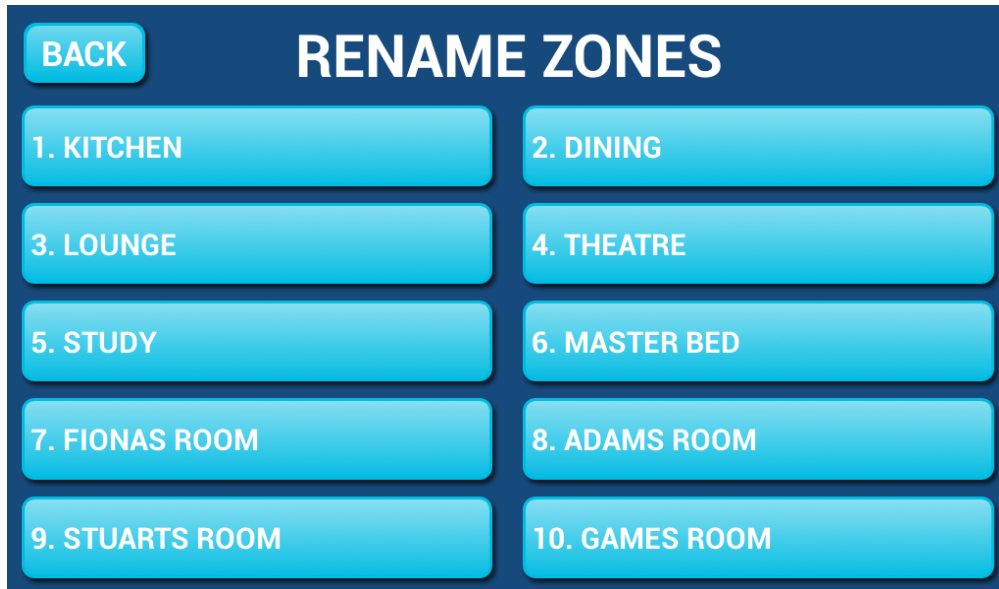 BACK
RENAME ZONES
1. KITCHEN
2. DINING
3. LOUNGE
4. THEATRE
5. STUDY
6. MASTER BED
7. FIONAS ROOM
8. ADAMS ROOM
9. STUARTS ROOM
10. GAMES ROOM